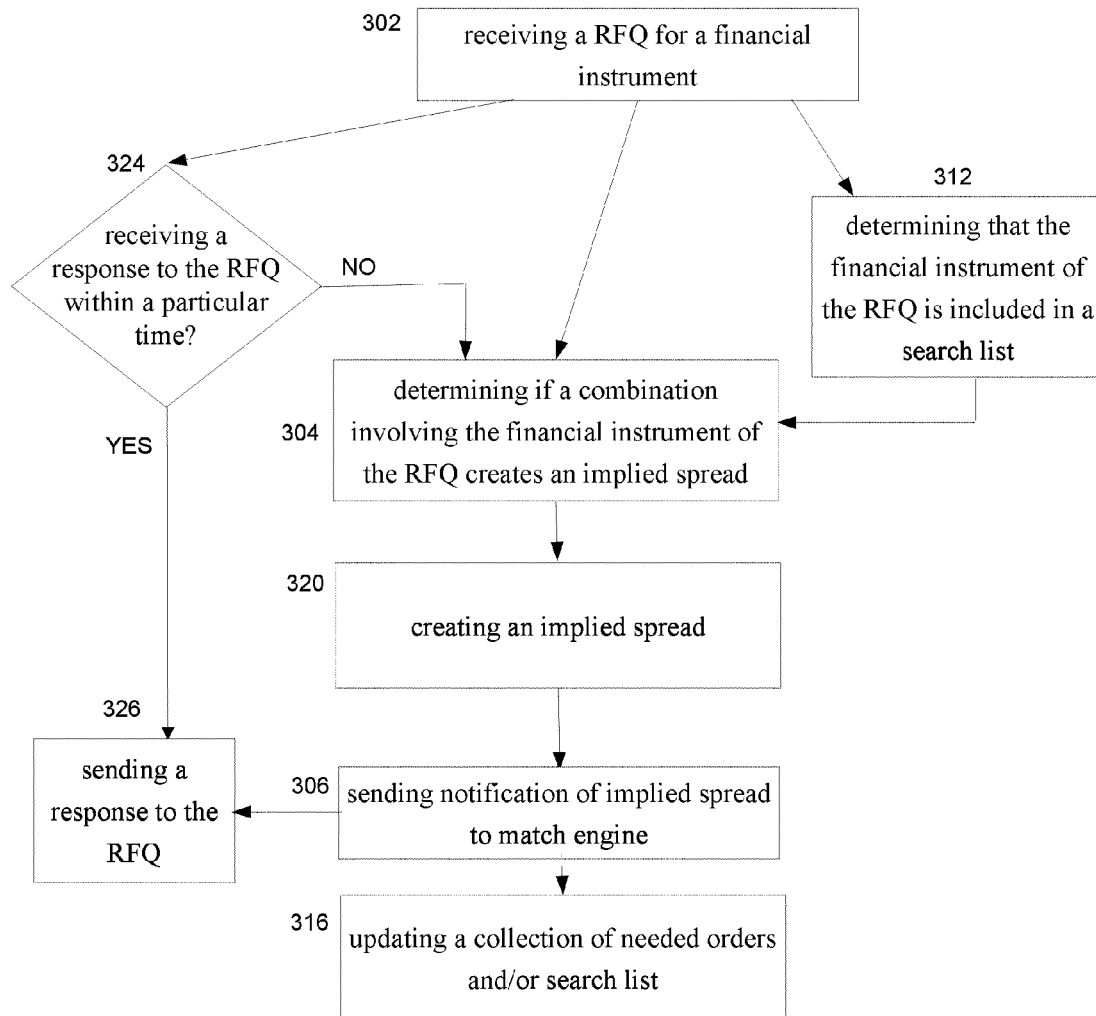 302
receiving a RFQ for a financial
instrument
324
receiving a
response to the RFQ
within a particular
time?
NO
YES
312
determining that the
financial instrument of
the RFQ is included in a
search list
304
determining if a combination
involving the financial instrument of
the RFQ creates an implied spread
320
creating an implied spread
326
sending a
response to the
RFQ
306
sending notification of implied spread
to match engine
316
updating a collection of needed orders
and/or search list